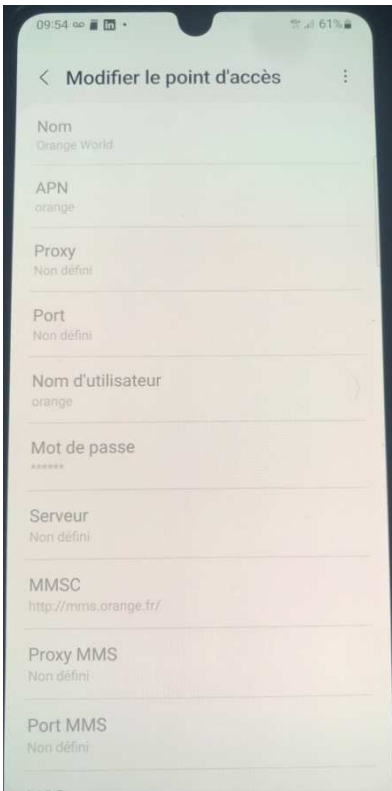 09:54
61%
Modifier le point d'accès
Nom
Orange World
APN
orange
Proxy
Non défini
Port
Non défini
Nom d'utilisateur
orange
Mot de passe
******
Serveur
Non défini
MMSC
http://mms.orange.fr/
Proxy MMS
Non défini
Port MMS
Non défini